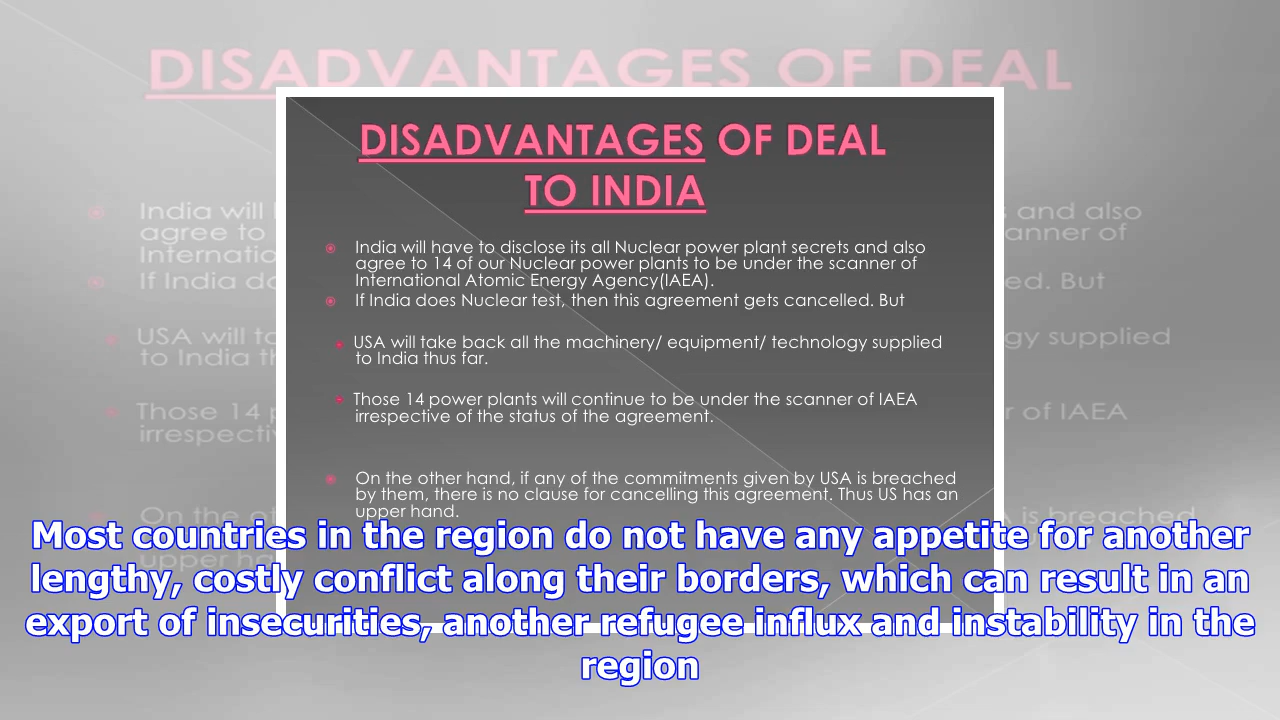 DISADVANTAGES OF DEAL
DISADVANTAGES OF DEAL
TO INDIA
India will have to disclose its all Nuclear power plant secrets and also
agree to 14 of our Nuclear power plants to be under the scanner of
International Atomic Energy Agency(IAEA).
If India does Nuclear test, then this agreement gets cancelled. But
USA will take back all the machinery/ equipment/ technology supplied
to India thus far.
Those 14 power plants will continue to be under the scanner of IAEA
irrespective of the status of the agreement.
On the other hand, if any of the commitments given by USA is breached
by them, there is no clause for cancelling this agreement. Thus US has an
upper hand.
Most countries in the region do not have any appetite for another
lengthy, costly conflict along their borders, which can result in an
export of insecurities, another refugee influx and instability in the
region